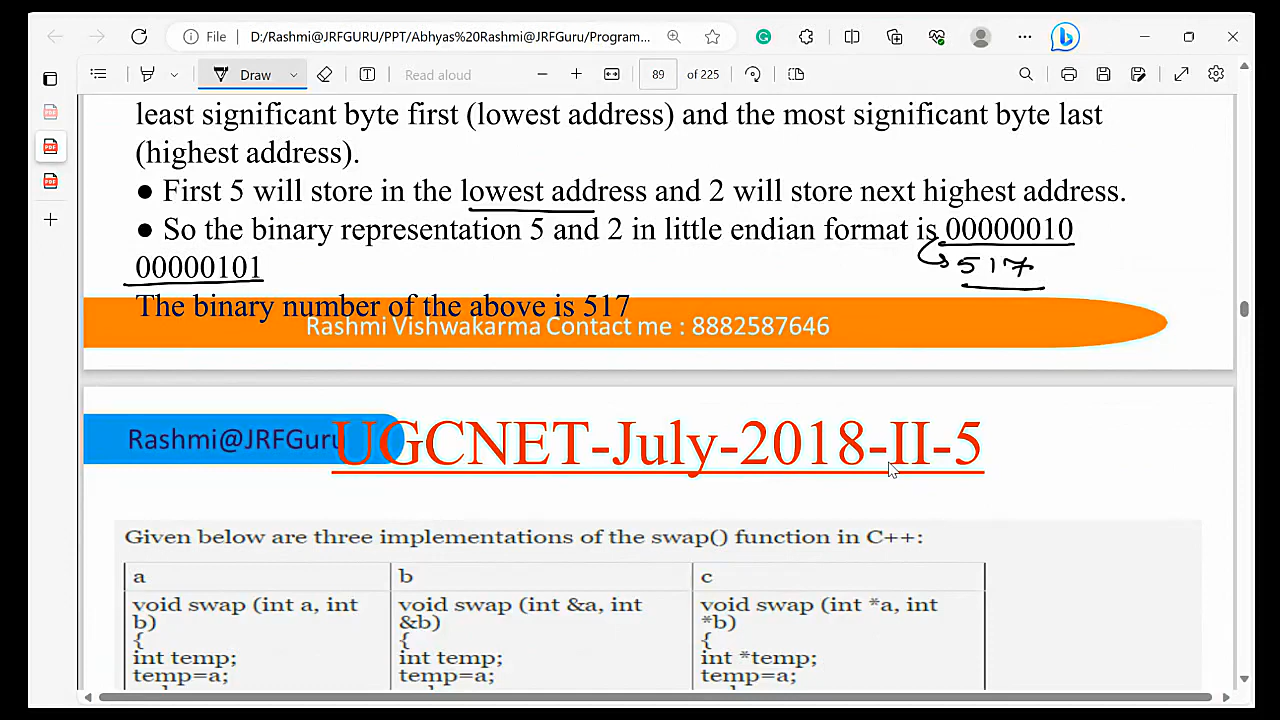 File D:/Rashmi@JRFGURU/PPT/Abhyas%20Rashmi@JRFGuru/Program...
Draw Read aloud 89 of 225
least significant byte first (lowest address) and the most significant byte last
(highest address).
● First 5 will store in the lowest address and 2 will store next highest address.
● So the binary representation 5 and 2 in little endian format is 00000010
00000101
517
The binary number of the above is 517
Rashmi Vishwakarma Contact me : 8882587646
Rashmi@JRFGuru
UGCNET-July-2018-II-5
Given below are three implementations of the swap() function in C++:
a b c
void swap (int a, int void swap (int &a, int void swap (int *a, int
b) &b) *b)
{ { {
int temp; int temp; int *temp;
temp=a; temp=a; temp=a;